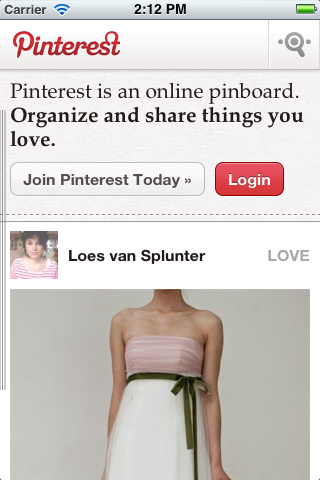 Carrier 2:12 PM
Pinterest
Pinterest is an online pinboard.
Organize and share things you
love.
Join Pinterest Today »
Login
Loes van Splunter LOVE